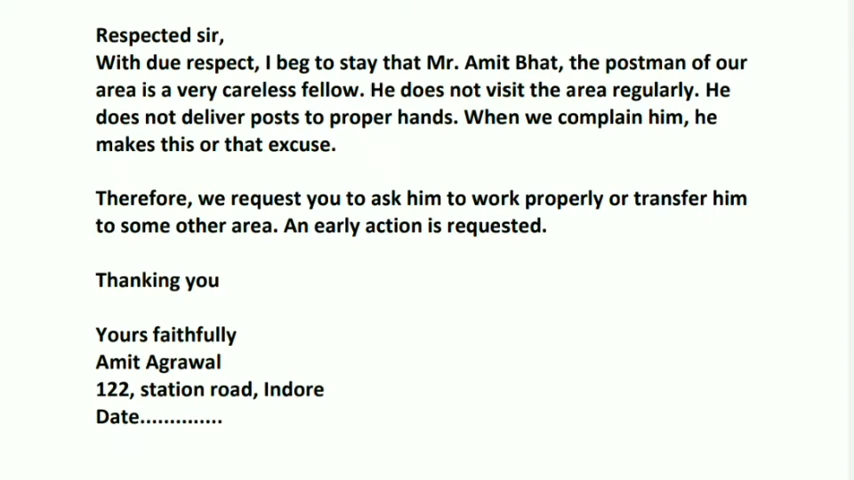 Respected sir,
With due respect, I beg to stay that Mr. Amit Bhat, the postman of our
area is a very careless fellow. He does not visit the area regularly. He
does not deliver posts to proper hands. When we complain him, he
makes this or that excuse.
Therefore, we request you to ask him to work properly or transfer him
to some other area. An early action is requested.
Thanking you
Yours faithfully
Amit Agrawal
122, station road, Indore
Date..............